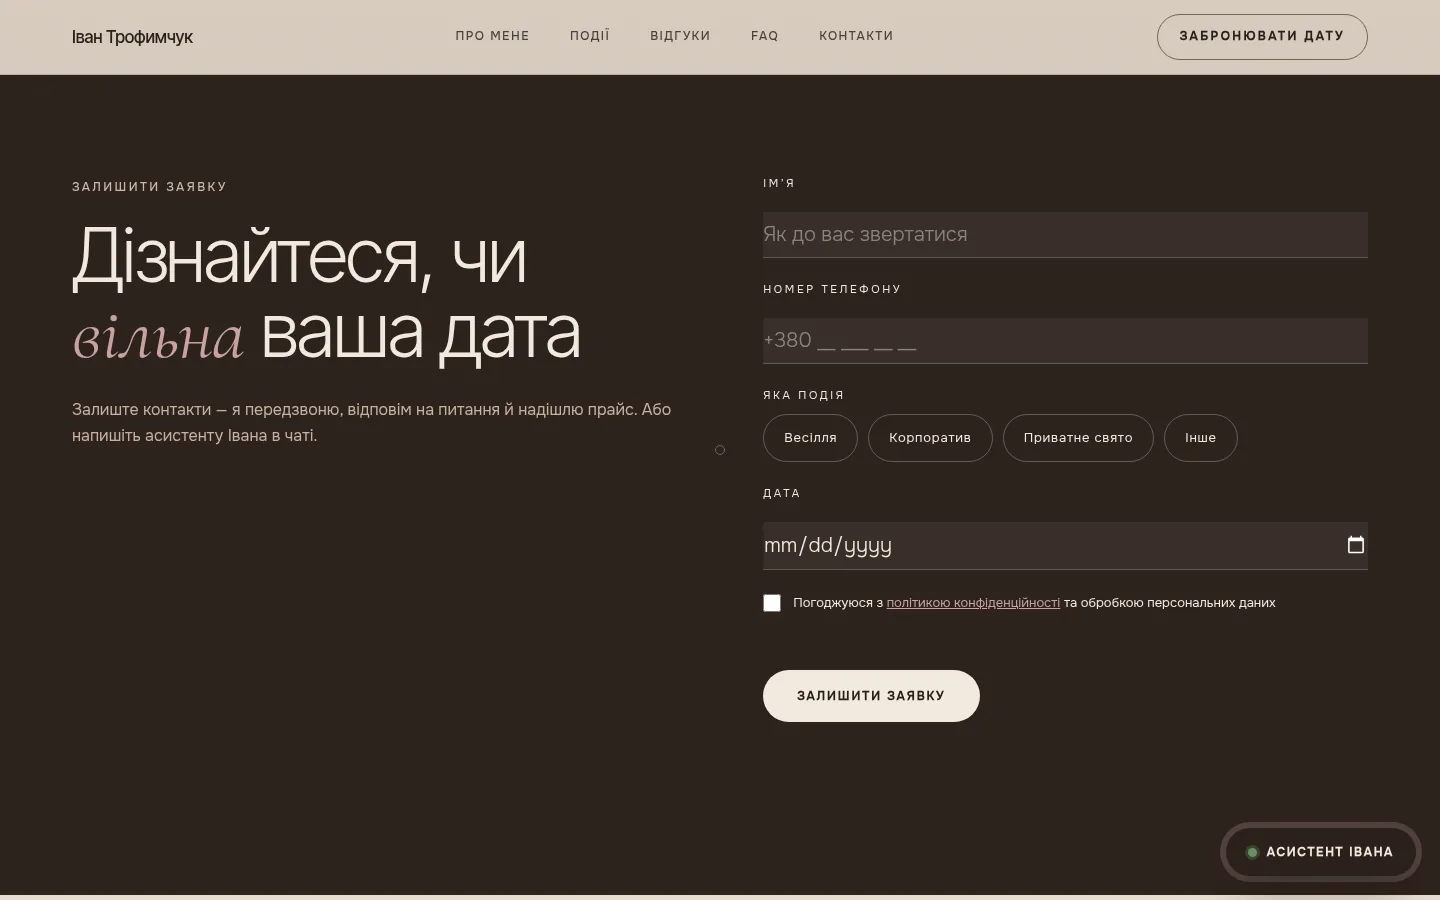 Іван Трофимчук
ПРО МЕНЕ
ПОДІЇ
ВІДГУКИ
FAQ
КОНТАКТИ
ЗАБРОНЮВАТИ ДАТУ
ЗАЛИШИТИ ЗАЯВКУ
Дізнайтеся, чи
вільна ваша дата
Залиште контакти — я передзвоню, відповім на питання й надішлю прайс. Або
напишіть асистенту Івана в чаті.
ІМ'Я
Як до вас звертатися
НОМЕР ТЕЛЕФОНУ
+380 __ ___ __ __
ЯКА ПОДІЯ
Весілля
Корпоратив
Приватне свято
Інше
ДАТА
mm/dd/yyyy
Погоджуюся з політикою конфіденційності та обробкою персональних даних
ЗАЛИШИТИ ЗАЯВКУ
АСИСТЕНТ ІВАНА